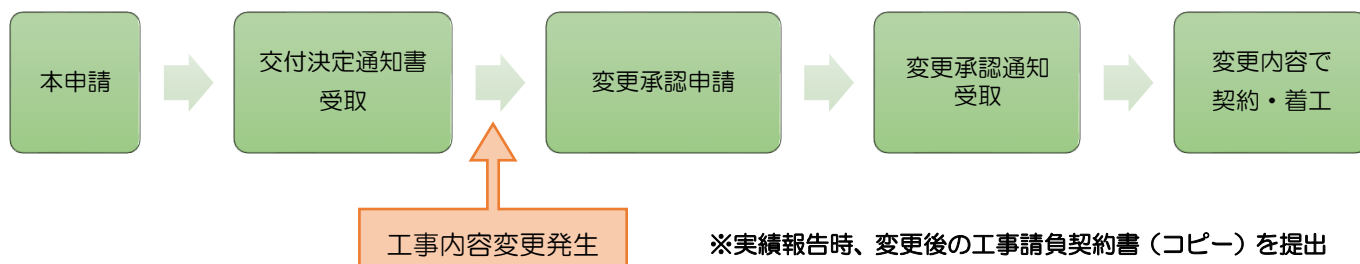 本申請
交付決定通知書
受取
変更承認申請
変更承認通知
受取
変更内容で
契約・着工
工事内容変更発生
※実績報告時、変更後の工事請負契約書（コピー）を提出